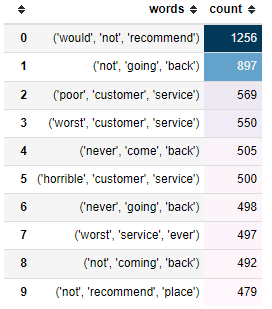 words count
0 ('would', 'not', 'recommend') 1256
1 ('not', 'going', 'back') 897
2 ('poor', 'customer', 'service') 569
3 ('worst', 'customer', 'service') 550
4 ('never', 'come', 'back') 505
5 ('horrible', 'customer', 'service') 500
6 ('never', 'going', 'back') 498
7 ('worst', 'service', 'ever') 497
8 ('not', 'coming', 'back') 492
9 ('not', 'recommend', 'place') 479